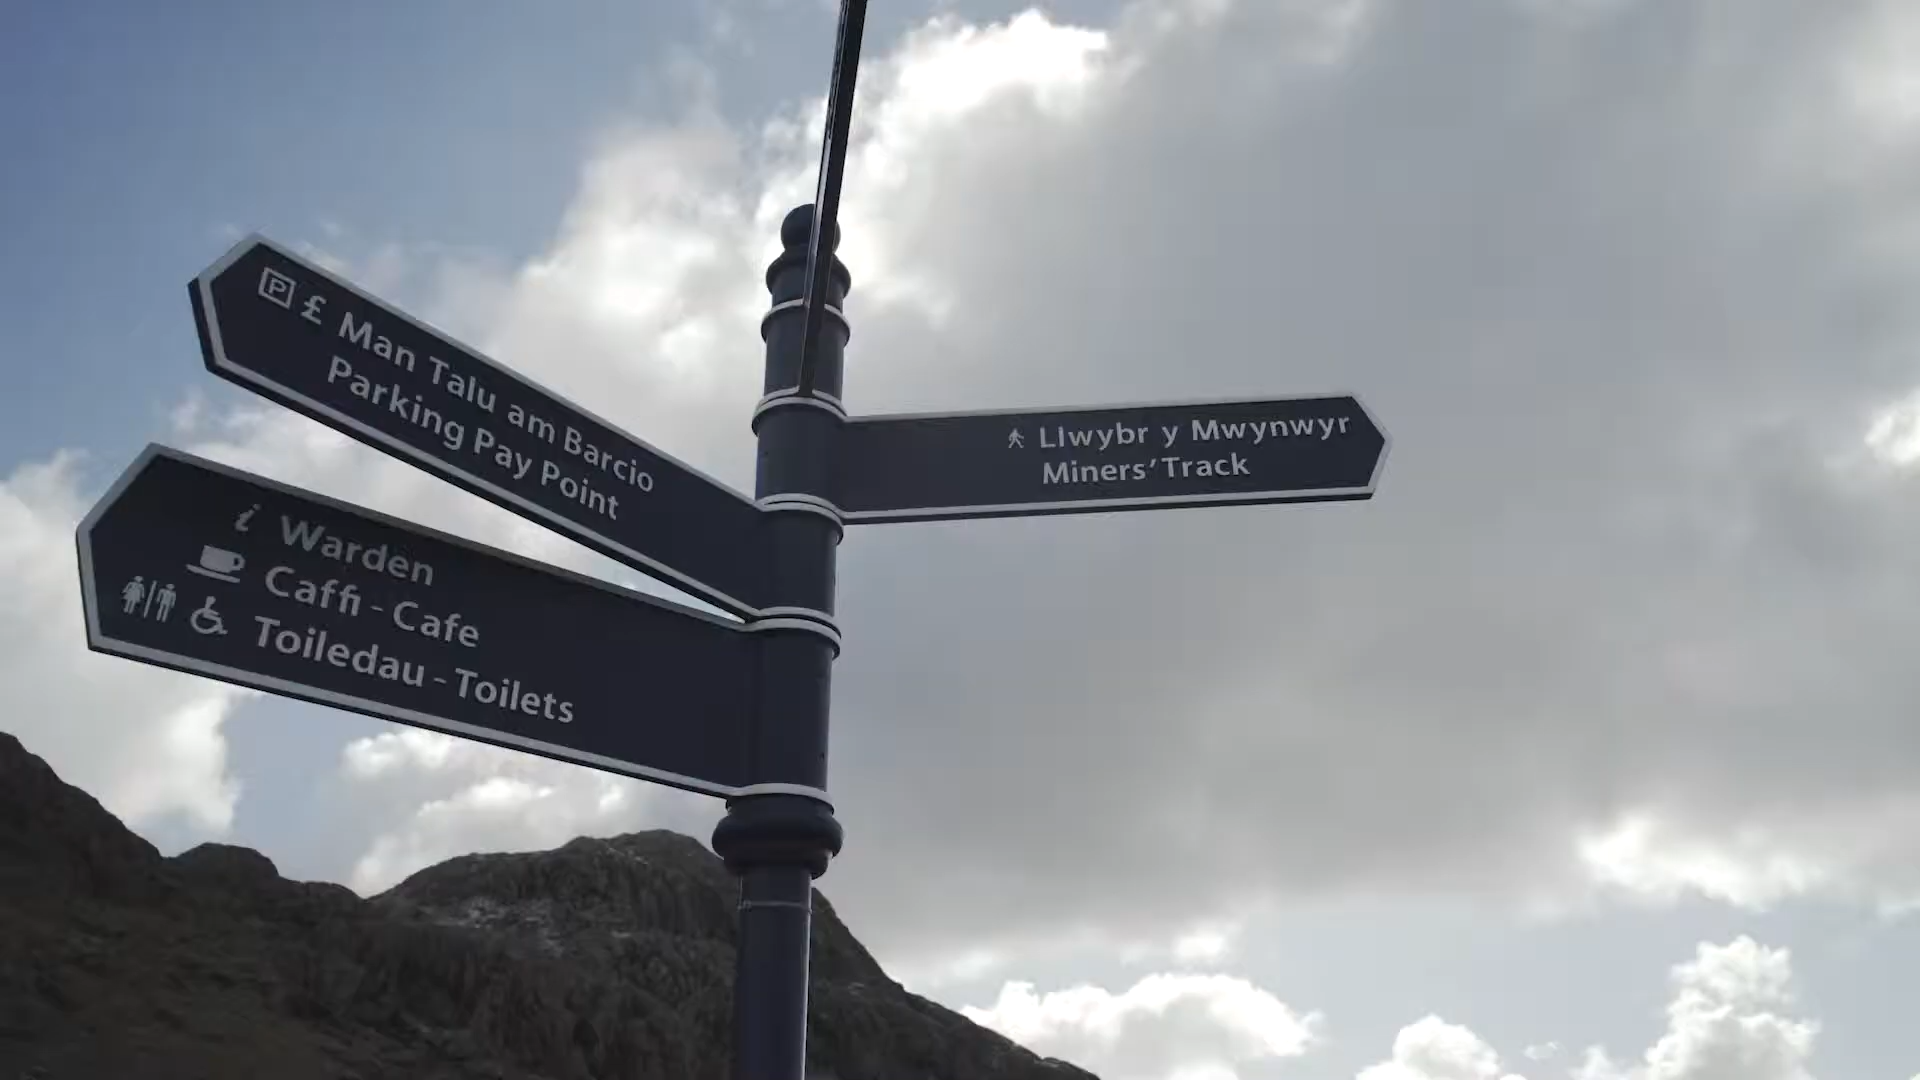 P £ Man Talu am Barcio
Parking Pay Point
i Warden
Caffi - Cafe
Toiledau - Toilets
Llwybr y Mwynwyr
Miners' Track